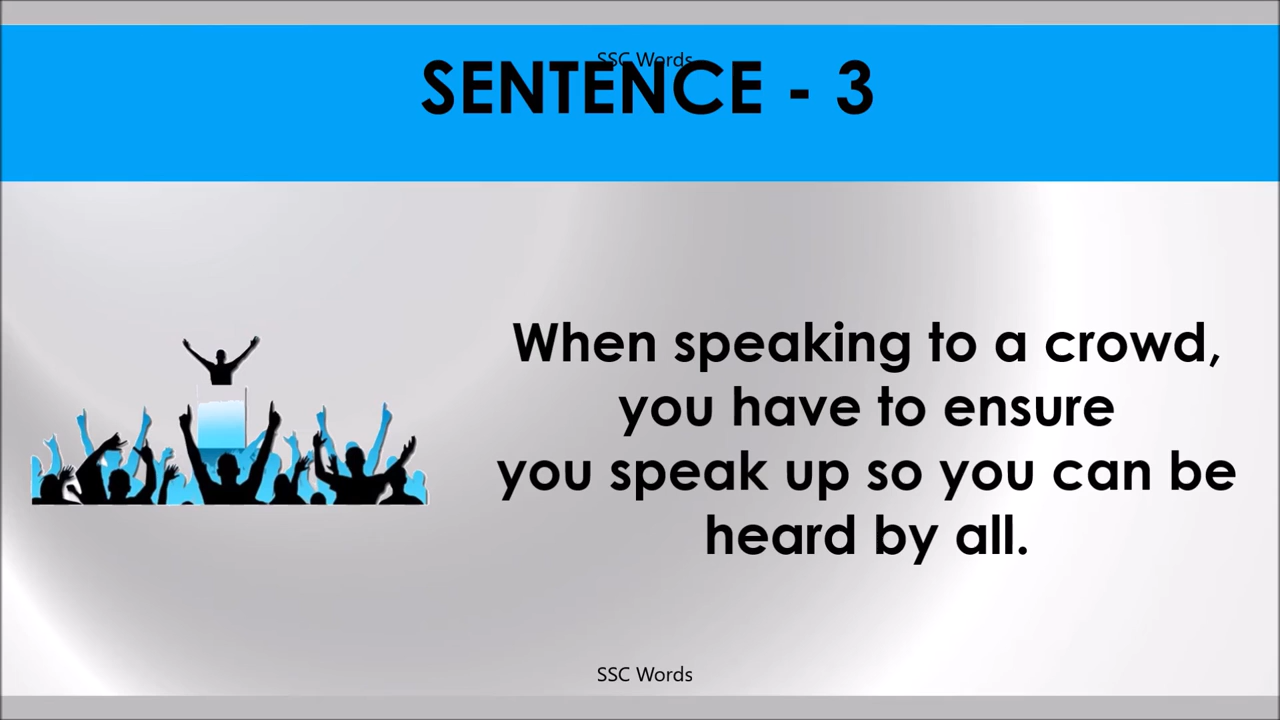 SSC Words
SENTENCE - 3
When speaking to a crowd,
you have to ensure
you speak up so you can be
heard by all.
SSC Words